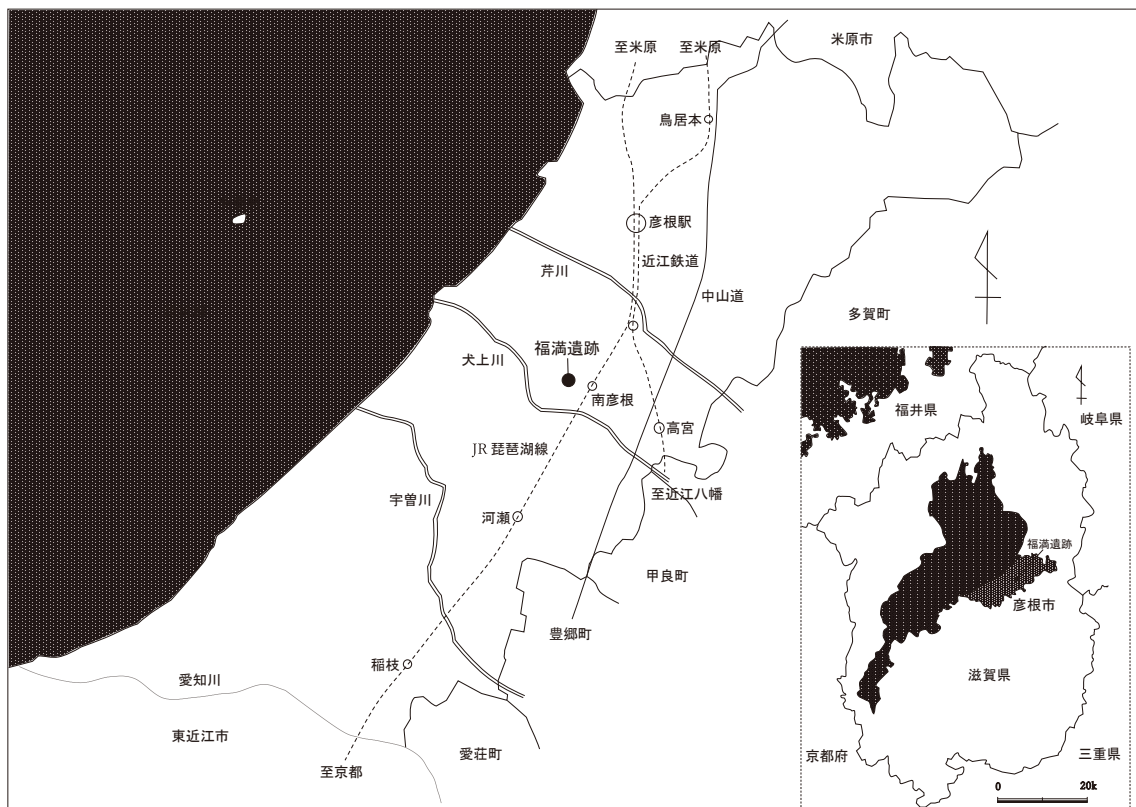 至米原
至米原
米原市
鳥居本
彦根駅
近江鉄道
芹川
中山道
多賀町
福満遺跡
犬上川
南彦根
高宮
JR 琵琶湖線
至近江八幡
宇曽川
河瀬
甲良町
豊郷町
稲枝
愛知川
東近江市
愛荘町
至京都
福井県
岐阜県
福満遺跡
彦根市
滋賀県
京都府
三重県
0
20k